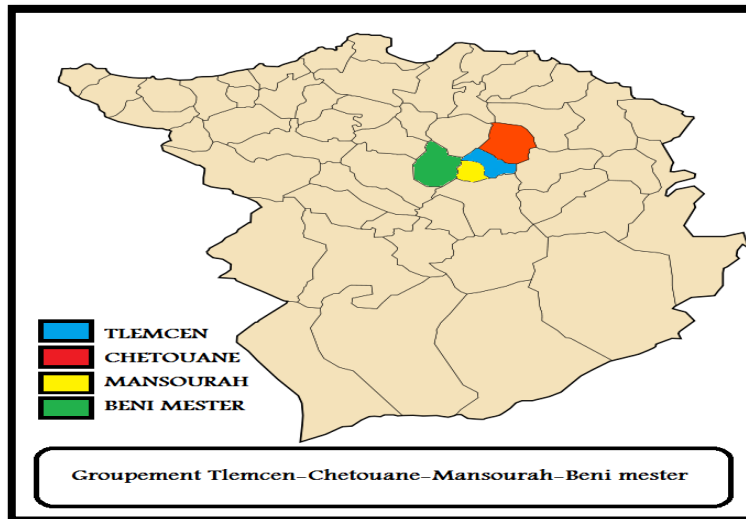 TLEMCEN
CHETOUANE
MANSOURAH
BENI MESTER
Groupement Tlemcen-Chetouane-Mansourah-Beni mester